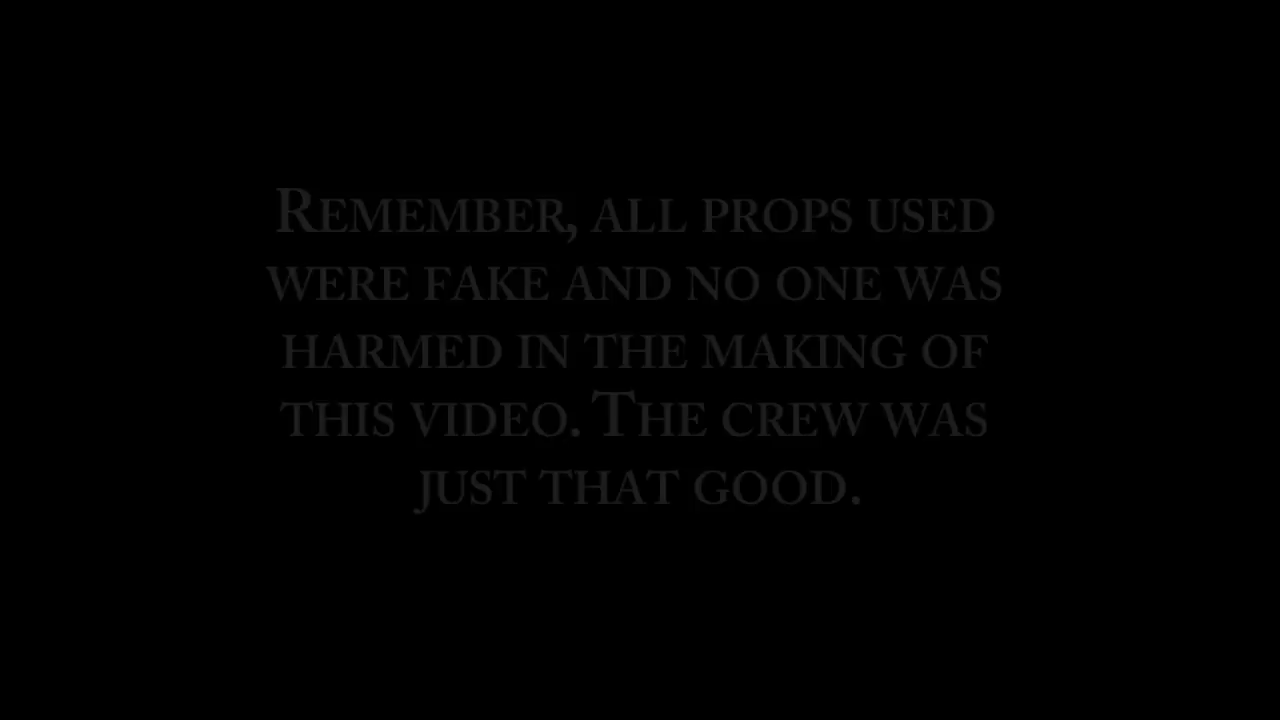 Remember, all props used
were fake and no one was
harmed in the making of
this video. The crew was
just that good.